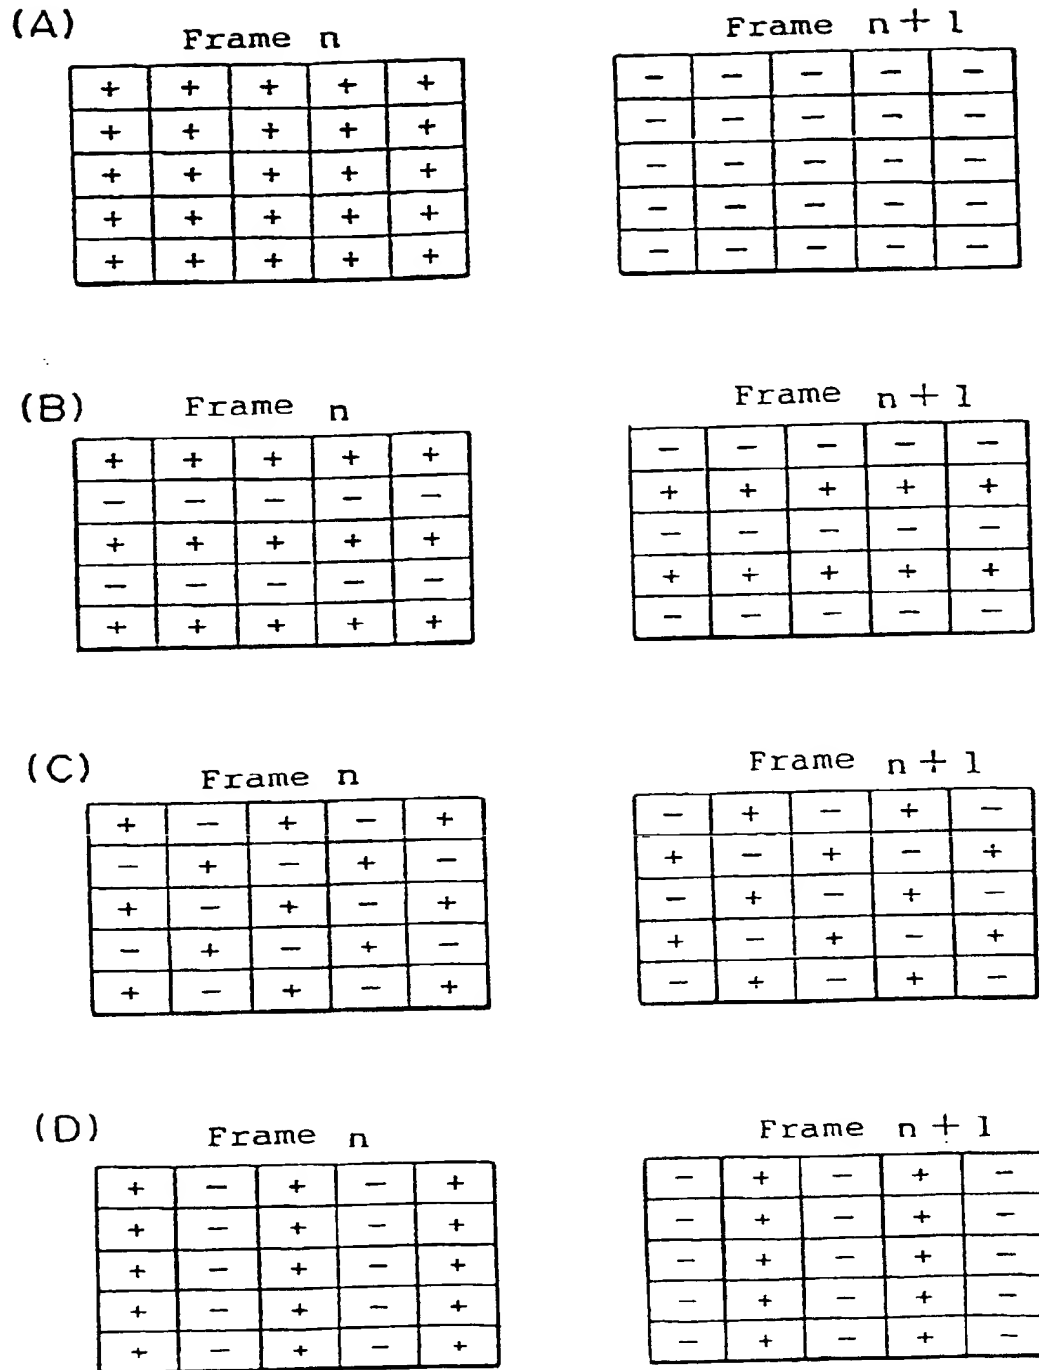 (A) Frame n Frame n+1
+ + + + + − − − − −
+ + + + + − − − − −
+ + + + + − − − − −
+ + + + + − − − − −
+ + + + + − − − − −
(B) Frame n Frame n+1
+ + + + + − − − − −
− − − − − + + + + +
+ + + + + − − − − −
− − − − − + + + + +
+ + + + + − − − − −
(C) Frame n Frame n+1
+ − + − + − + − + −
− + − + − + − + − +
+ − + − + − + − + −
− + − + − + − + − +
+ − + − + − + − + −
(D) Frame n Frame n+1
+ − + − + − + − + −
+ − + − + − + − + −
+ − + − + − + − + −
+ − + − + − + − + −
+ − + − + − + − + −